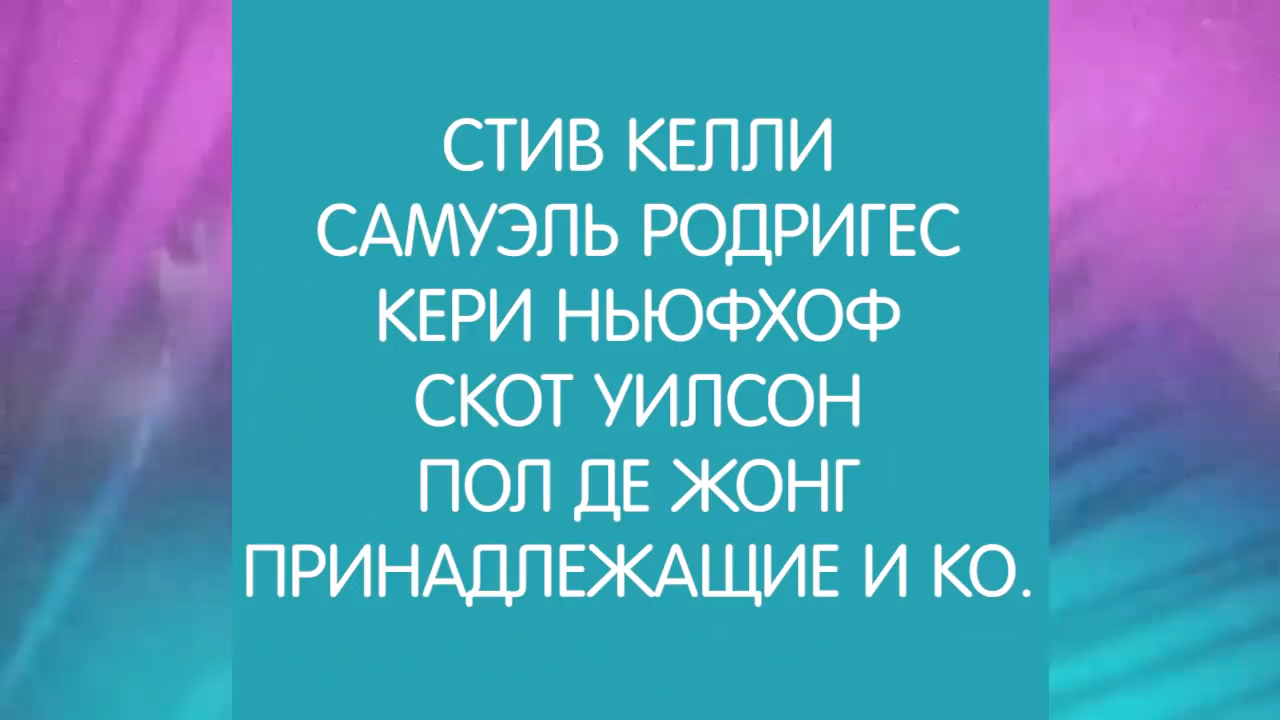 СТИВ КЕЛЛИ
САМУЭЛЬ РОДРИГЕС
КЕРИ НЬЮФХОФ
СКОТ УИЛСОН
ПОЛ ДЕ ЖОНГ
ПРИНАДЛЕЖАЩИЕ И КО.